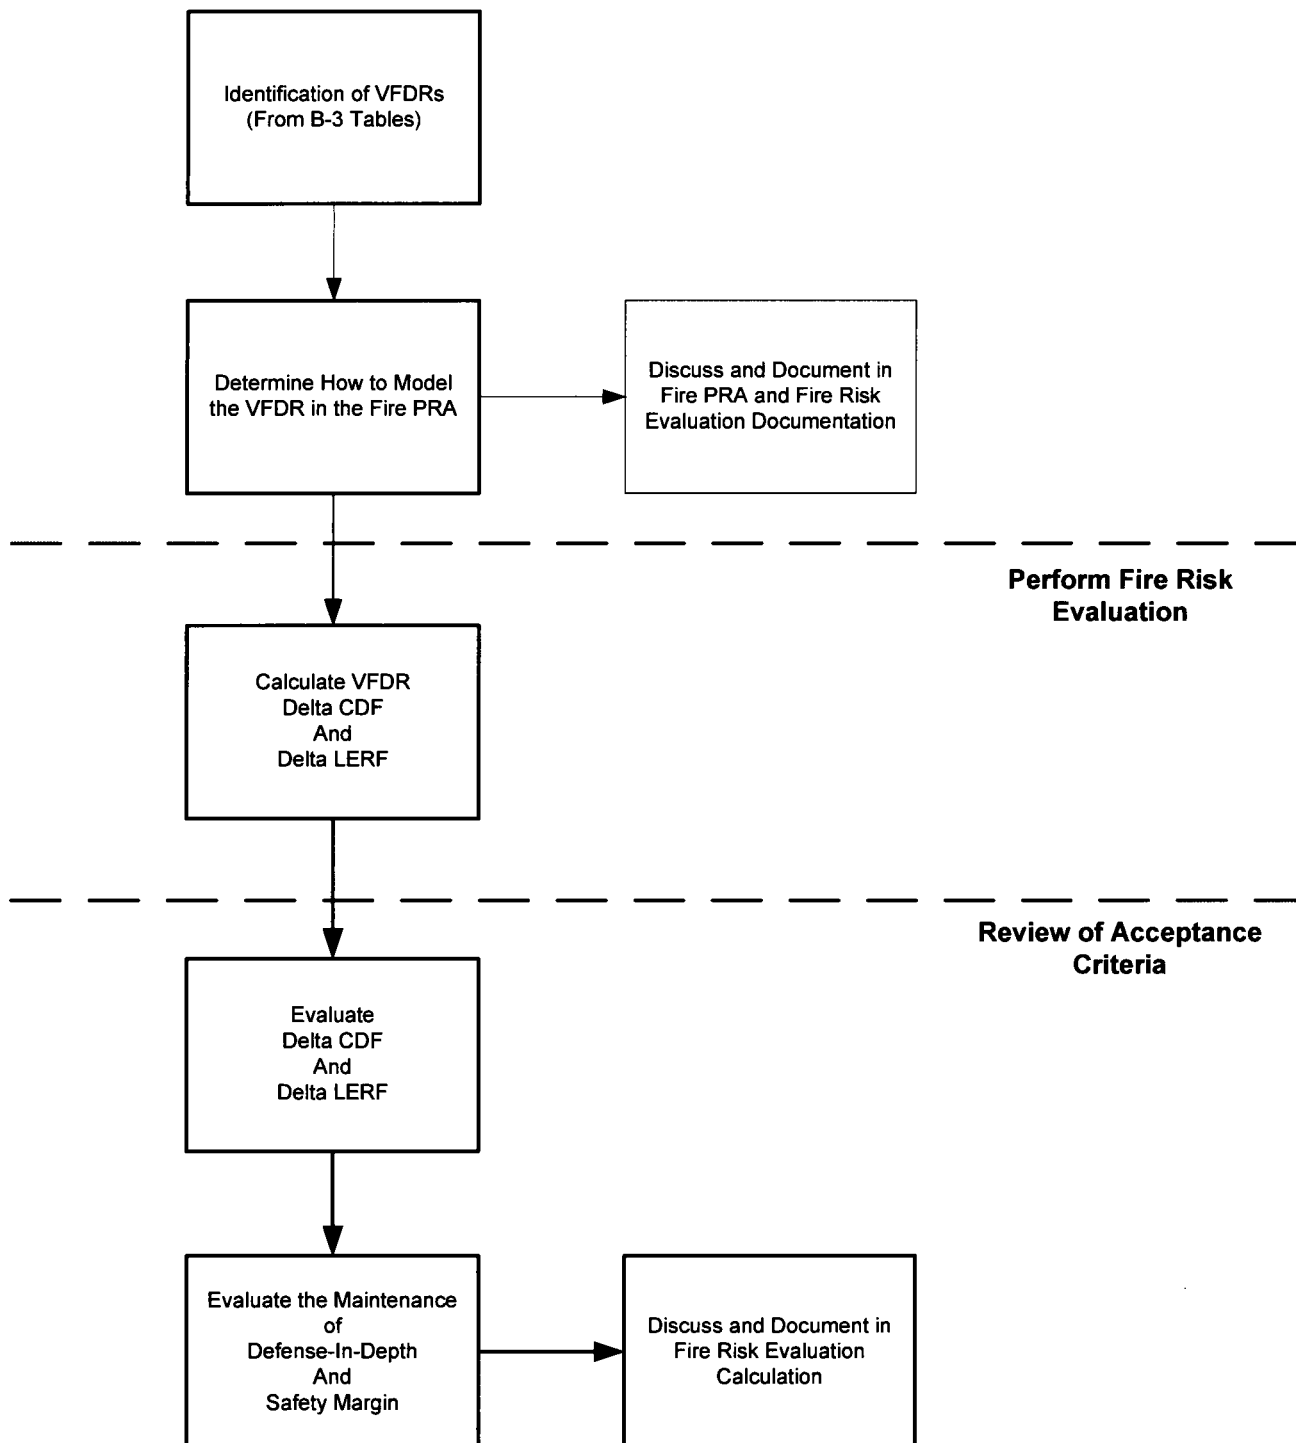 Identification of VFDRs
(From B-3 Tables)
Determine How to Model
the VFDR in the Fire PRA
Discuss and Document in
Fire PRA and Fire Risk
Evaluation Documentation
Perform Fire Risk
Evaluation
Calculate VFDR
Delta CDF
And
Delta LERF
Review of Acceptance
Criteria
Evaluate
Delta CDF
And
Delta LERF
Evaluate the Maintenance
of
Defense-In-Depth
And
Safety Margin
Discuss and Document in
Fire Risk Evaluation
Calculation